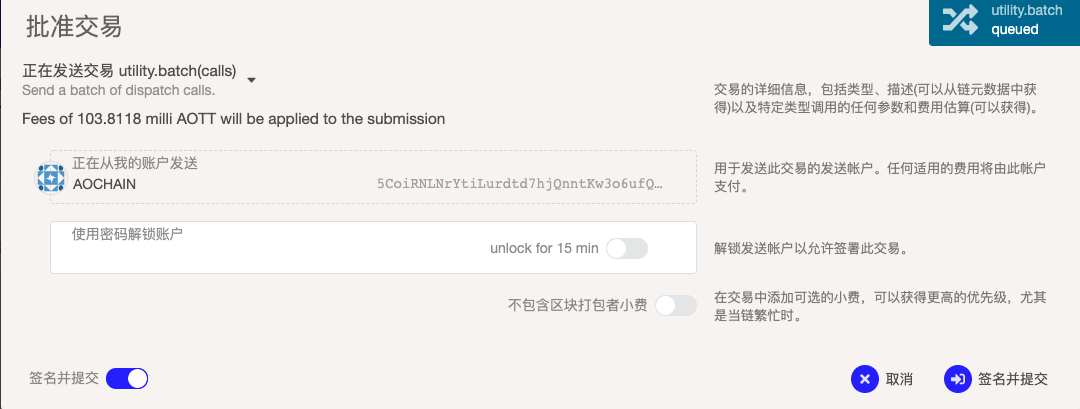 批准交易
utility.batch
queued
正在发送交易 utility.batch(calls)
Send a batch of dispatch calls.
交易的详细信息，包括类型、描述(可以从链元数据中获
得)以及特定类型调用的任何参数和费用估算(可以获得)。
Fees of 103.8118 milli AOTT will be applied to the submission
正在从我的账户发送
AOCHAIN
5CoiRNLNrYtiLurdtd7hjQnntKw3o6ufQ…
用于发送此交易的发送帐户。任何适用的费用将由此帐户
支付。
使用密码解锁账户
unlock for 15 min
解锁发送帐户以允许签署此交易。
不包含区块打包者小费
在交易中添加可选的小费，可以获得更高的优先级，尤其
是当链繁忙时。
签名并提交
取消
签名并提交